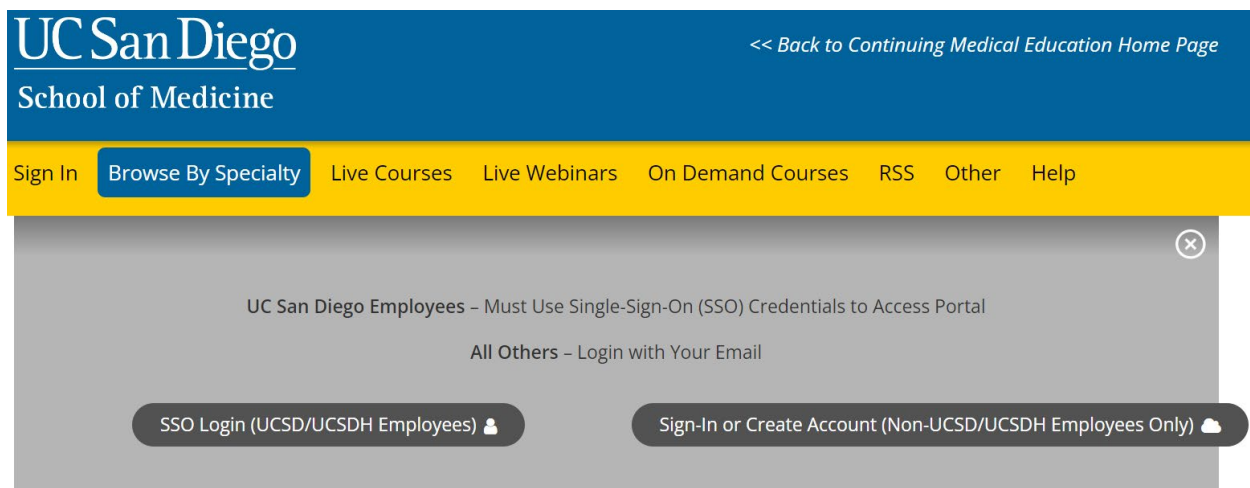 UC San Diego
School of Medicine
<< Back to Continuing Medical Education Home Page
Sign In Browse By Specialty Live Courses Live Webinars On Demand Courses RSS Other Help
UC San Diego Employees – Must Use Single-Sign-On (SSO) Credentials to Access Portal
All Others – Login with Your Email
SSO Login (UCSD/UCSDH Employees)
Sign-In or Create Account (Non-UCSD/UCSDH Employees Only)